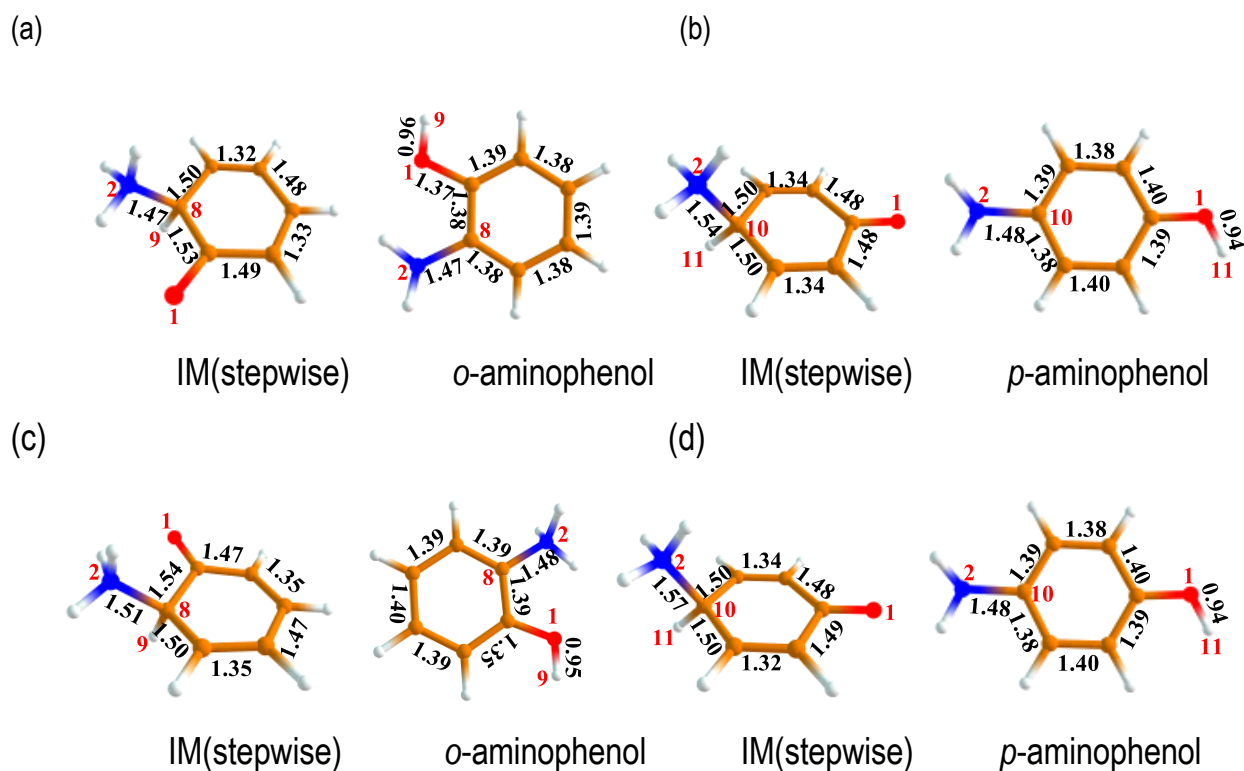 (a)
(b)
2 1.47 8 9 1.50 1.32 1.48 1.33 1.49 1.53 1
9 0.96 1 1.37 1.39 1.38 1.39 1.38 1.38 1.38 8 2 1.47
2 1.54 10 11 1.50 1.34 1.48 1 1.48 1.34 1.50
2 1.48 10 1.39 1.38 1.40 1 0.94 11 1.39 1.40 1.38
IM(stepwise)
o-aminophenol
IM(stepwise)
p-aminophenol
(c)
(d)
1 2 1.51 8 9 1.54 1.47 1.35 1.47 1.35 1.50
1.39 1.39 2 1.48 8 1.39 1 0.95 9 1.35 1.39 1.40
2 1.57 10 11 1.50 1.34 1.48 1 1.49 1.32 1.50
2 1.48 10 1.39 1.38 1.40 1 0.94 11 1.39 1.40 1.38
IM(stepwise)
o-aminophenol
IM(stepwise)
p-aminophenol